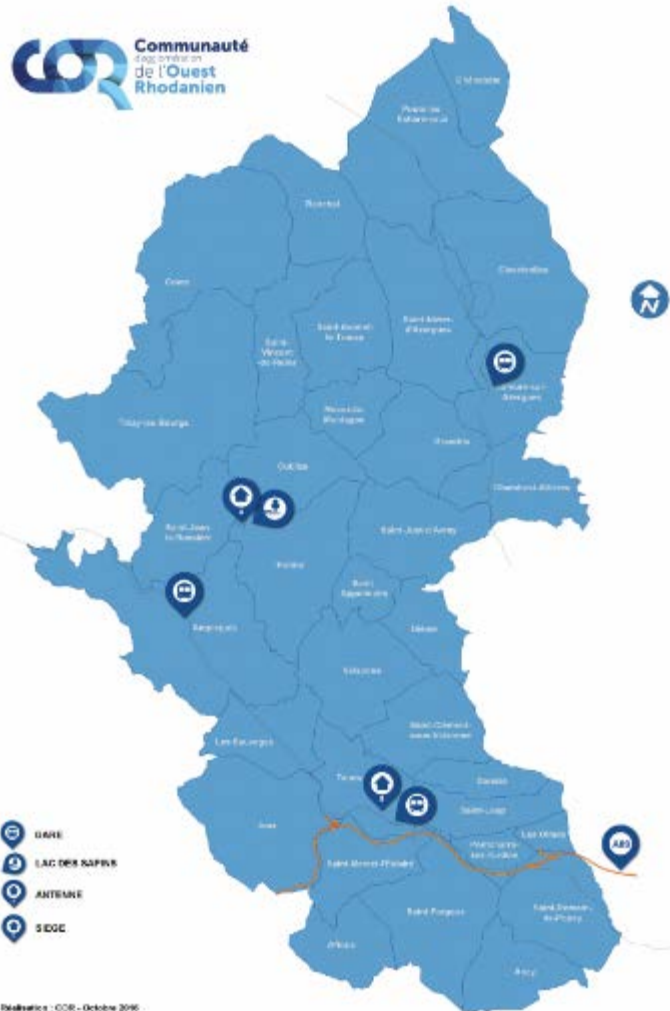 COR
Communauté
d'agglomération
de l'Ouest
Rhodanien
Poule-les
Echarmeaux
Ranchal
Claveisolles
Cours
N
Saint-Nizier-
d'Azergues
Saint-Bonnet-
le-Troncy
Saint-
Vincent
-de-Reins
Lamure-sur-
Azergues
Thizy-les-Bourgs
Meaux-la-
Montagne
Grandris
Cublize
Chambost-Allières
Saint-Jean
la-Bussière
Saint-Just-d'Avray
Ronno
Saint
Appolinaire
Amplepuis
Dième
Valsonne
Saint-Clément-
sous-Valsonne
Les Sauvages
Tarare
Dareizé
Saint-Loup
Joux
Les Olmes
A89
Pontcharra-
sur-Turdine
Saint-Marcel-l'Eclairé
Saint-Forgeux
Saint-Romain-
de-Popey
Affoux
Ancy
GARE
LAC DES SAPINS
ANTENNE
SIEGE
Réalisation : COR - Octobre 2016